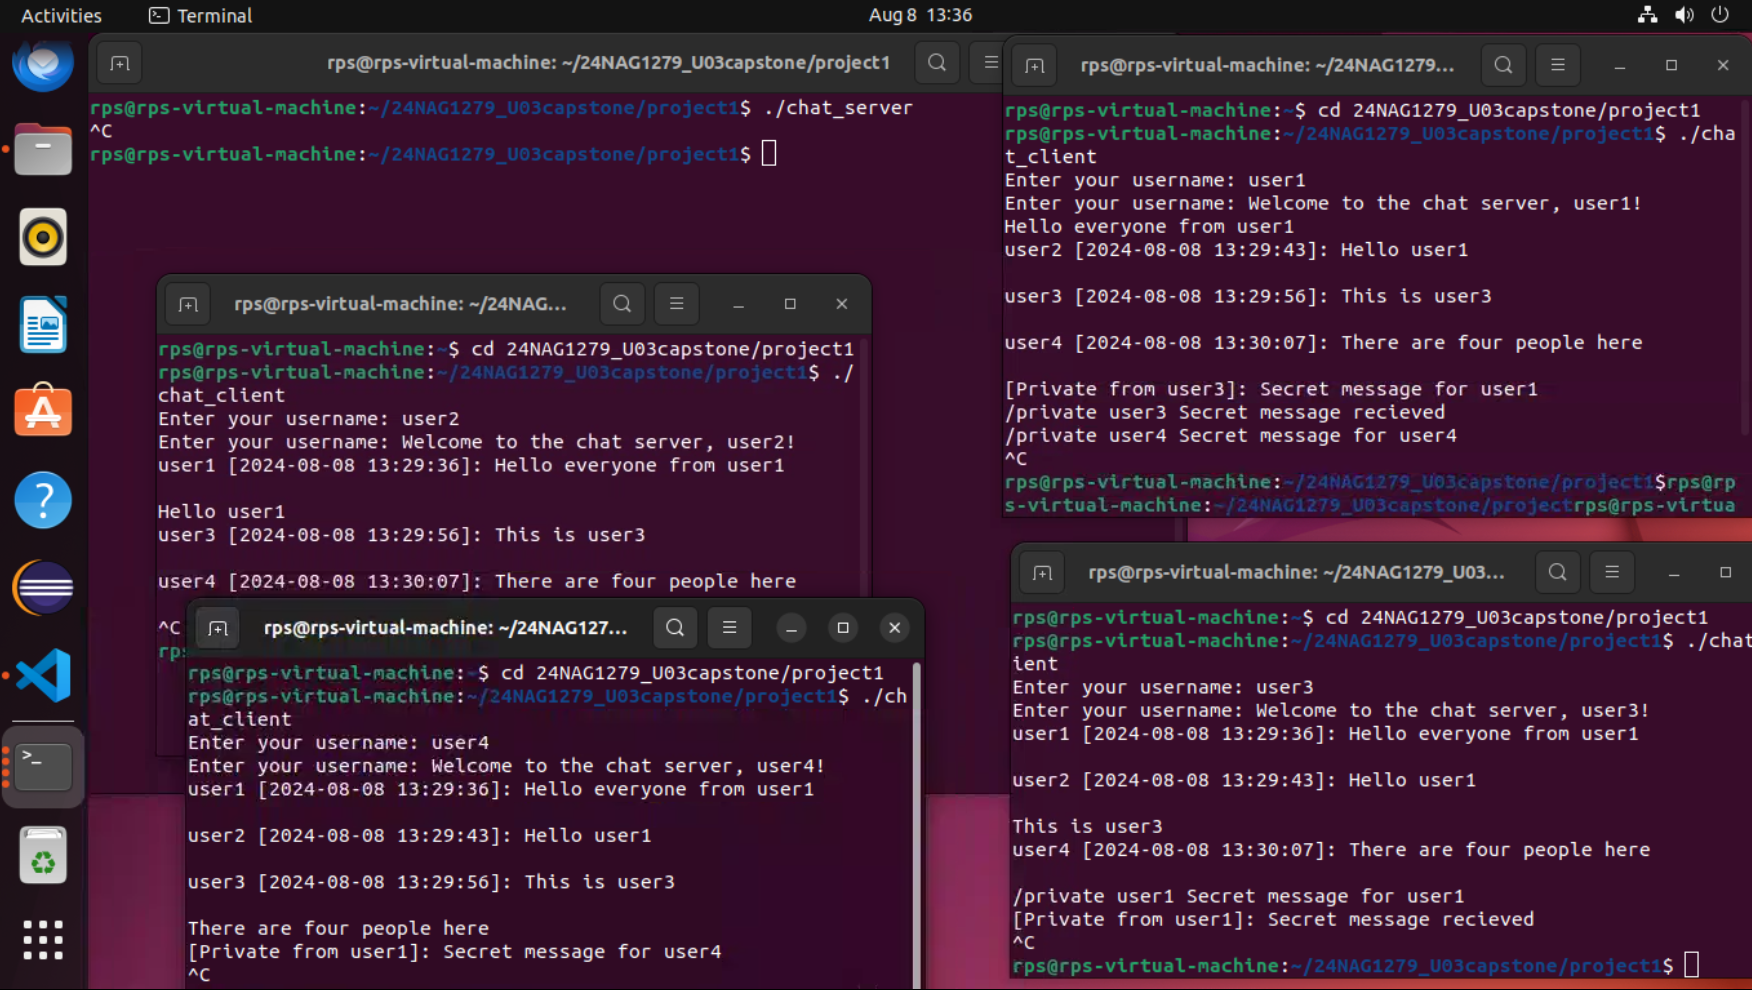 Activities
Terminal
Aug 8 13:36
rps@rps-virtual-machine: ~/24NAG1279_U03capstone/project1
rps@rps-virtual-machine:~/24NAG1279_U03capstone/project1$ ./chat_server
^C
rps@rps-virtual-machine:~/24NAG1279_U03capstone/project1$
rps@rps-virtual-machine: ~/24NAG1279...
rps@rps-virtual-machine:~$ cd 24NAG1279_U03capstone/project1
rps@rps-virtual-machine:~/24NAG1279_U03capstone/project1$ ./cha
t_client
Enter your username: user1
Enter your username: Welcome to the chat server, user1!
Hello everyone from user1
user2 [2024-08-08 13:29:43]: Hello user1
user3 [2024-08-08 13:29:56]: This is user3
user4 [2024-08-08 13:30:07]: There are four people here
[Private from user3]: Secret message for user1
/private user3 Secret message recieved
/private user4 Secret message for user4
^C
rps@rps-virtual-machine:~/24NAG1279_U03capstone/project1$rps@rp
s-virtual-machine:~/24NAG1279_U03capstone/projectrps@rps-virtua
rps@rps-virtual-machine: ~/24NAG...
rps@rps-virtual-machine:~$ cd 24NAG1279_U03capstone/project1
rps@rps-virtual-machine:~/24NAG1279_U03capstone/project1$ ./
chat_client
Enter your username: user2
Enter your username: Welcome to the chat server, user2!
user1 [2024-08-08 13:29:36]: Hello everyone from user1
Hello user1
user3 [2024-08-08 13:29:56]: This is user3
user4 [2024-08-08 13:30:07]: There are four people here
^C
rps
rps@rps-virtual-machine: ~/24NAG127...
rps@rps-virtual-machine:~$ cd 24NAG1279_U03capstone/project1
rps@rps-virtual-machine:~/24NAG1279_U03capstone/project1$ ./ch
at_client
Enter your username: user4
Enter your username: Welcome to the chat server, user4!
user1 [2024-08-08 13:29:36]: Hello everyone from user1
user2 [2024-08-08 13:29:43]: Hello user1
user3 [2024-08-08 13:29:56]: This is user3
There are four people here
[Private from user1]: Secret message for user4
^C
rps@rps-virtual-machine: ~/24NAG1279_U03...
rps@rps-virtual-machine:~$ cd 24NAG1279_U03capstone/project1
rps@rps-virtual-machine:~/24NAG1279_U03capstone/project1$ ./chat
ient
Enter your username: user3
Enter your username: Welcome to the chat server, user3!
user1 [2024-08-08 13:29:36]: Hello everyone from user1
user2 [2024-08-08 13:29:43]: Hello user1
This is user3
user4 [2024-08-08 13:30:07]: There are four people here
/private user1 Secret message for user1
[Private from user1]: Secret message recieved
^C
rps@rps-virtual-machine:~/24NAG1279_U03capstone/project1$